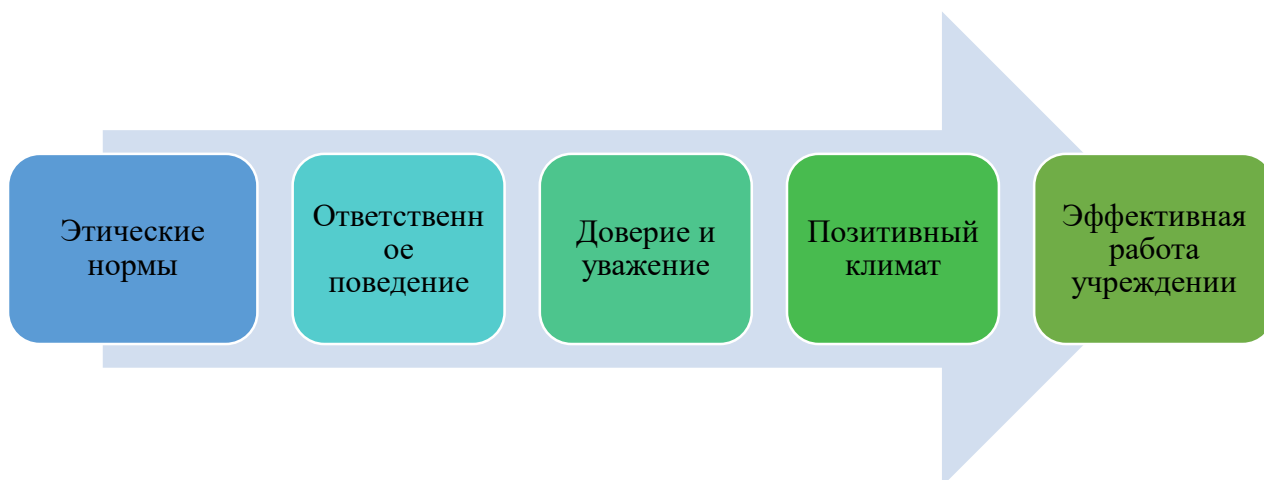 Этические
нормы
Ответственн
ое
поведение
Доверие и
уважение
Позитивный
климат
Эффективная
работа
учреждении